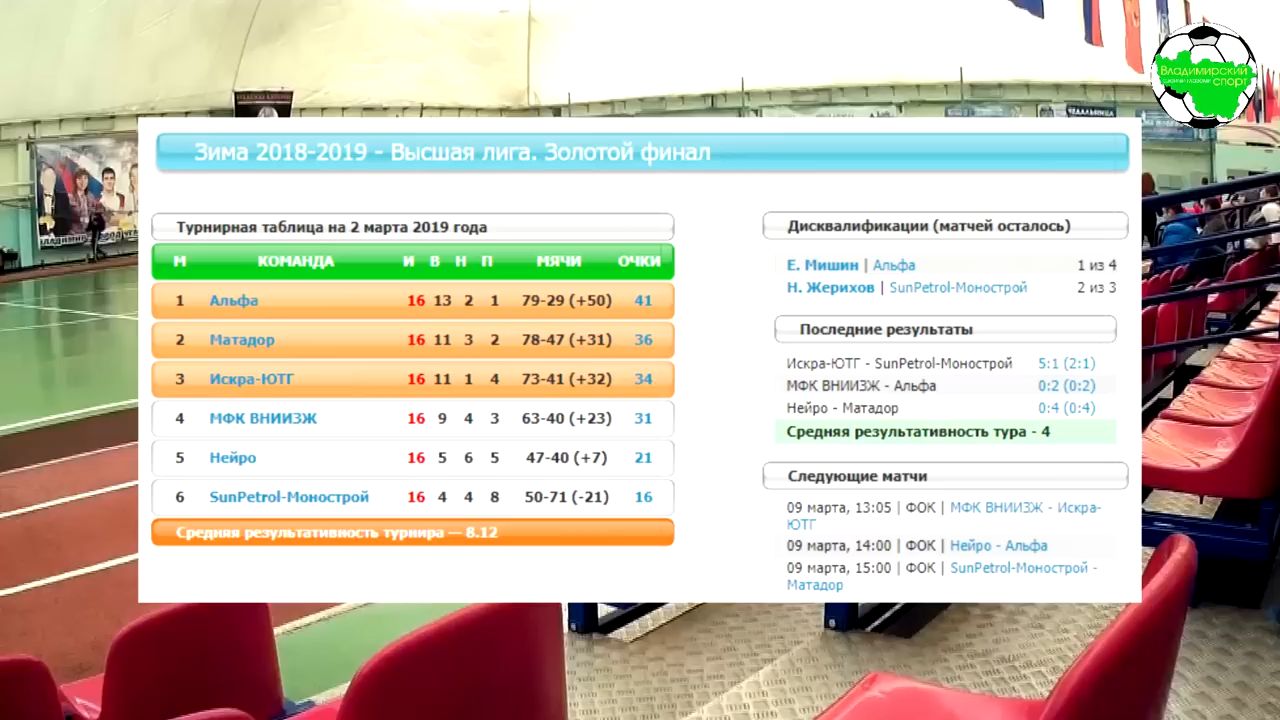 Владимирский
спорт
Зима 2018-2019 - Высшая лига. Золотой финал
Турнирная таблица на 2 марта 2019 года
М КОМАНДА И В Н П МЯЧИ ОЧКИ
1 Альфа 16 13 2 1 79-29 (+50) 41
2 Матадор 16 11 3 2 78-47 (+31) 36
3 Искра-ЮТГ 16 11 1 4 73-41 (+32) 34
4 МФК ВНИИЗЖ 16 9 4 3 63-40 (+23) 31
5 Нейро 16 5 6 5 47-40 (+7) 21
6 SunPetrol-Монострой 16 4 4 8 50-71 (-21) 16
Средняя результативность турнира — 8.12
Дисквалификации (матчей осталось)
Е. Мишин | Альфа 1 из 4
Н. Жерихов | SunPetrol-Монострой 2 из 3
Последние результаты
Искра-ЮТГ - SunPetrol-Монострой 5:1 (2:1)
МФК ВНИИЗЖ - Альфа 0:2 (0:2)
Нейро - Матадор 0:4 (0:4)
Средняя результативность тура - 4
Следующие матчи
09 марта, 13:05 | ФОК | МФК ВНИИЗЖ - Искра-
ЮТГ
09 марта, 14:00 | ФОК | Нейро - Альфа
09 марта, 15:00 | ФОК | SunPetrol-Монострой -
Матадор